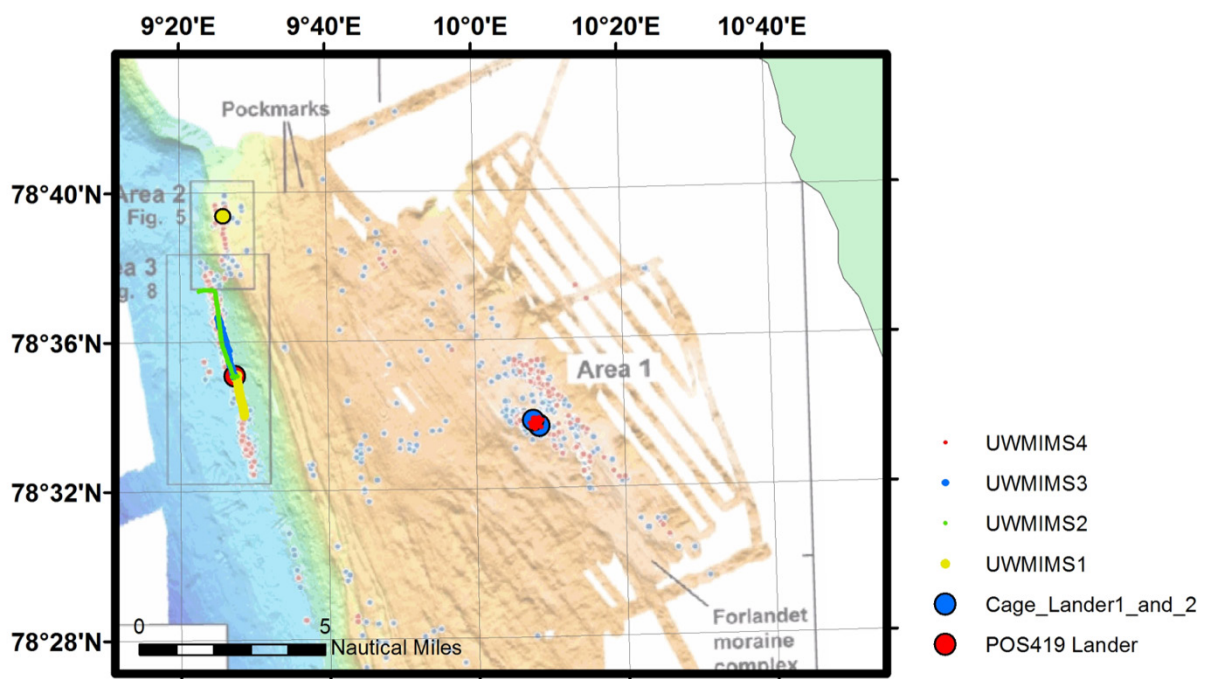 9°20'E 9°40'E 10°0'E 10°20'E 10°40'E
Pockmarks
78°40'N
Area 2
Fig. 5
ea 3
g. 8
78°36'N
Area 1
78°32'N
78°28'N
0 5
Nautical Miles
Forlandet
moraine
complex
UWMIMS4
UWMIMS3
UWMIMS2
UWMIMS1
Cage_Lander1_and_2
POS419 Lander